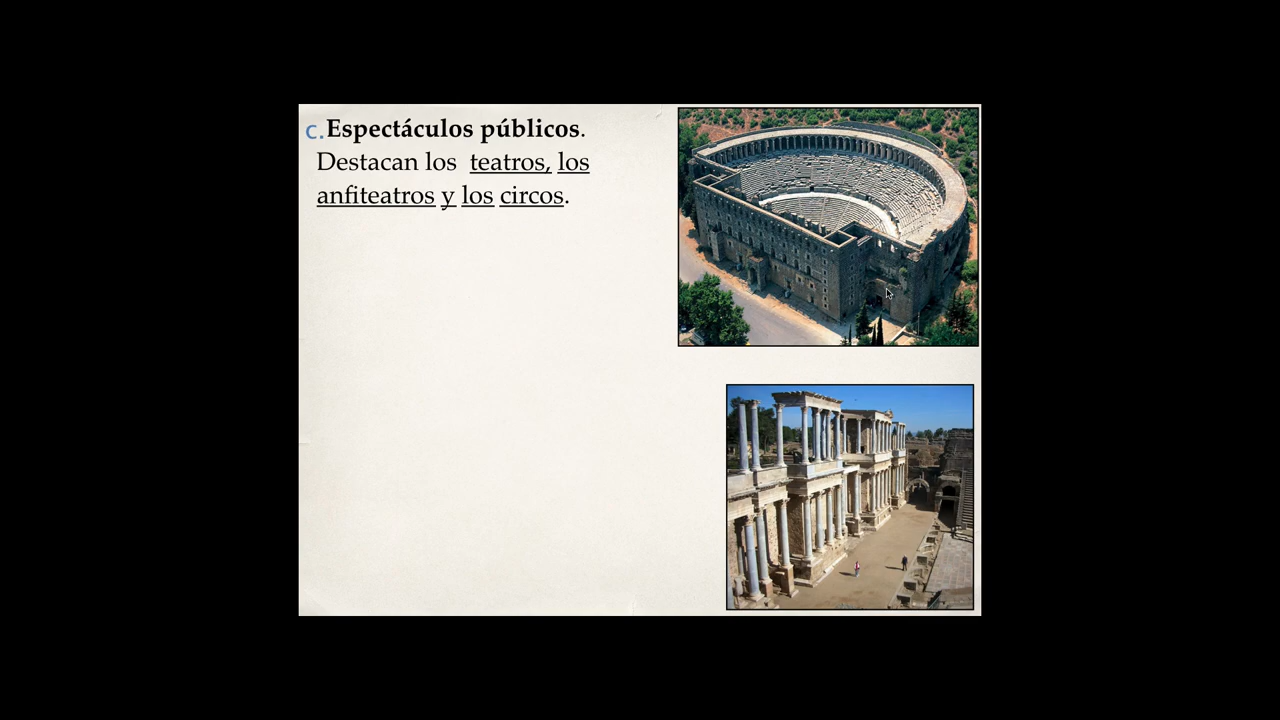 c. Espectáculos públicos.
Destacan los teatros, los
anfiteatros y los circos.